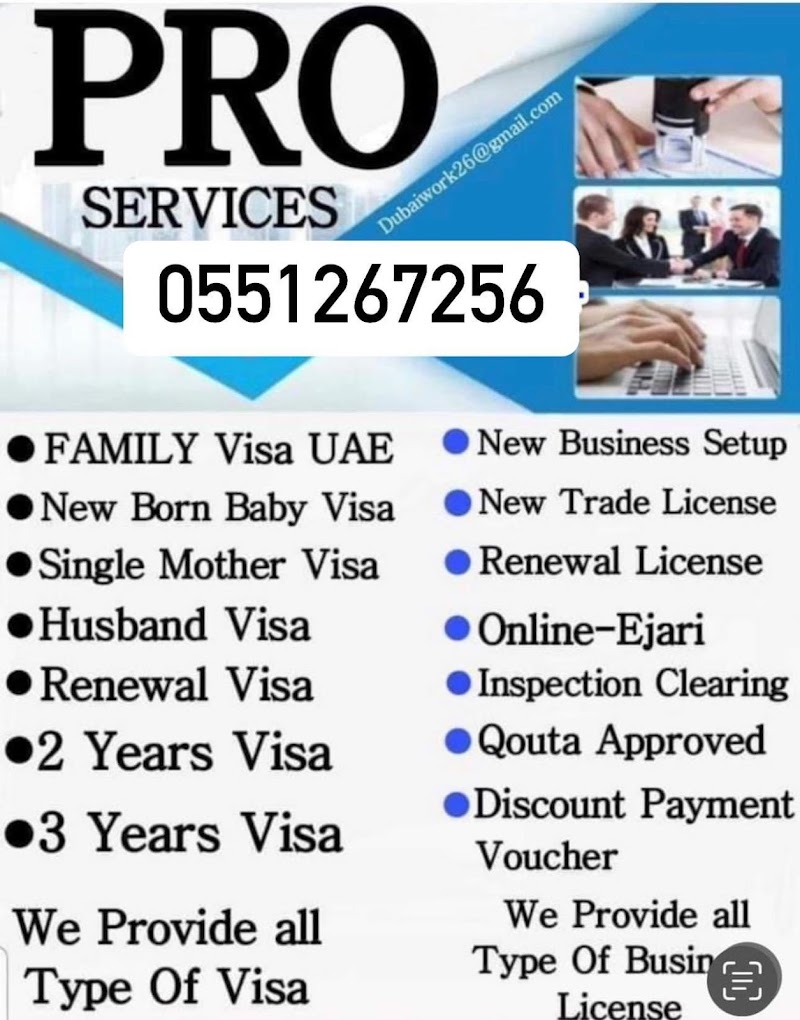 PRO
SERVICES
Dubaiwork26@gmail.com
0551267256
● FAMILY Visa UAE
● New Born Baby Visa
● Single Mother Visa
● Husband Visa
● Renewal Visa
● 2 Years Visa
● 3 Years Visa
We Provide all
Type Of Visa
● New Business Setup
● New Trade License
● Renewal License
● Online-Ejari
● Inspection Clearing
● Qouta Approved
● Discount Payment
Voucher
We Provide all
Type Of Busin
License